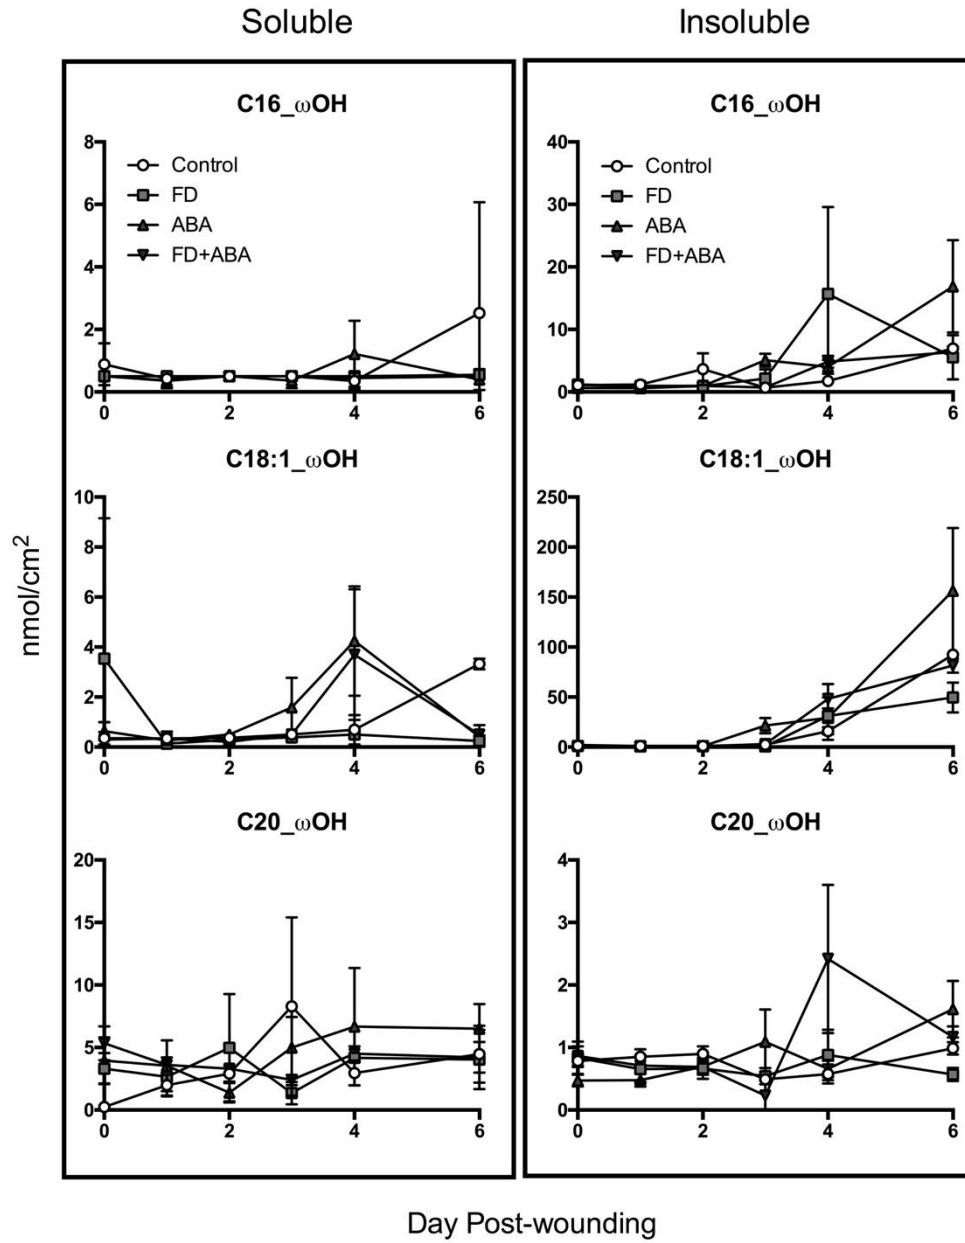 Soluble
Insoluble
C16_ωOH
8
6
4
2
0
0 2 4 6
Control
FD
ABA
FD+ABA
C16_ωOH
40
30
20
10
0
0 2 4 6
Control
FD
ABA
FD+ABA
C18:1_ωOH
10
8
6
4
2
0
0 2 4 6
C18:1_ωOH
250
200
150
100
50
0
0 2 4 6
nmol/cm²
C20_ωOH
20
15
10
5
0
0 2 4 6
C20_ωOH
4
3
2
1
0
0 2 4 6
Day Post-wounding